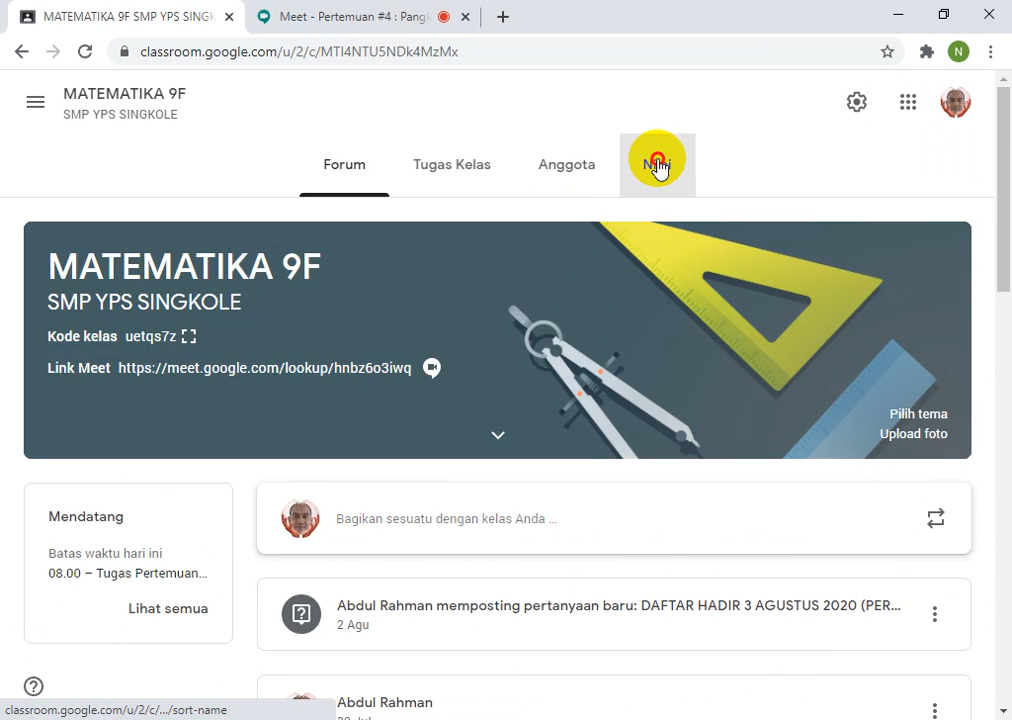 MATEMATIKA 9F SMP YPS SINGK
Meet - Pertemuan #4 : Pangk
classroom.google.com/u/2/c/MTI4NTU5NDk4MzMx
N
MATEMATIKA 9F
SMP YPS SINGKOLE
Forum
Tugas Kelas
Anggota
MATEMATIKA 9F
SMP YPS SINGKOLE
Kode kelas uetqs7z
Link Meet https://meet.google.com/lookup/hnbz6o3iwq
Pilih tema
Upload foto
Mendatang
Batas waktu hari ini
08.00 – Tugas Pertemuan...
Lihat semua
Bagikan sesuatu dengan kelas Anda ...
Abdul Rahman memposting pertanyaan baru: DAFTAR HADIR 3 AGUSTUS 2020 (PER...
2 Agu
Abdul Rahman
classroom.google.com/u/2/c/.../sort-name